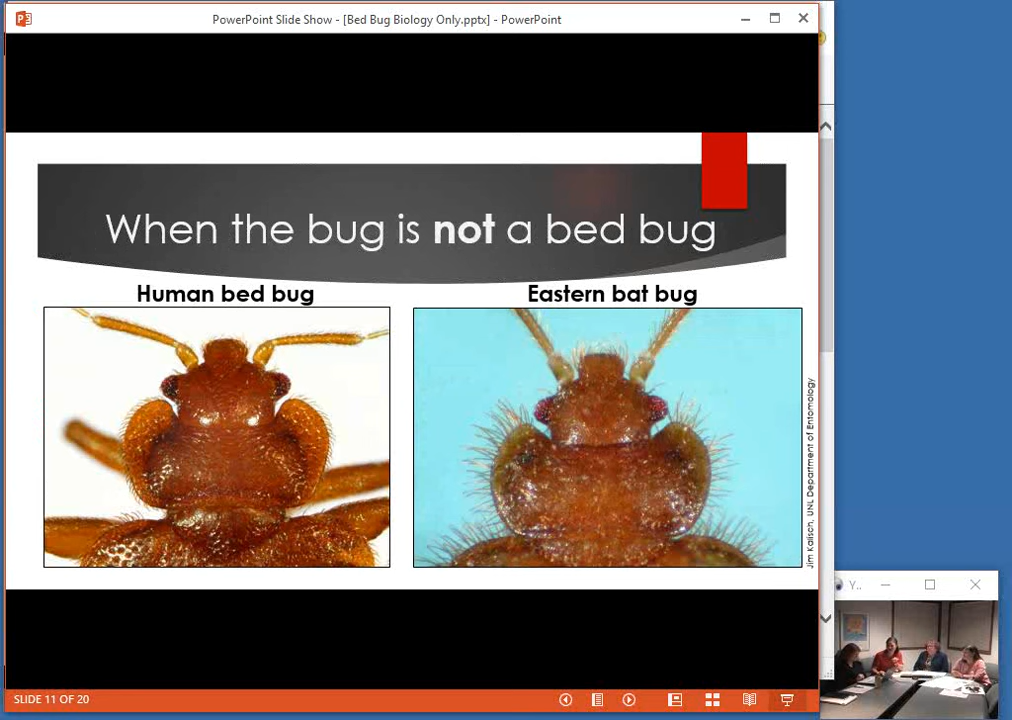 PowerPoint Slide Show - [Bed Bug Biology Only.pptx] - PowerPoint
When the bug is not a bed bug
Human bed bug
Eastern bat bug
Jim Kalisch, UNL Department of Entomology
Y..
SLIDE 11 OF 20